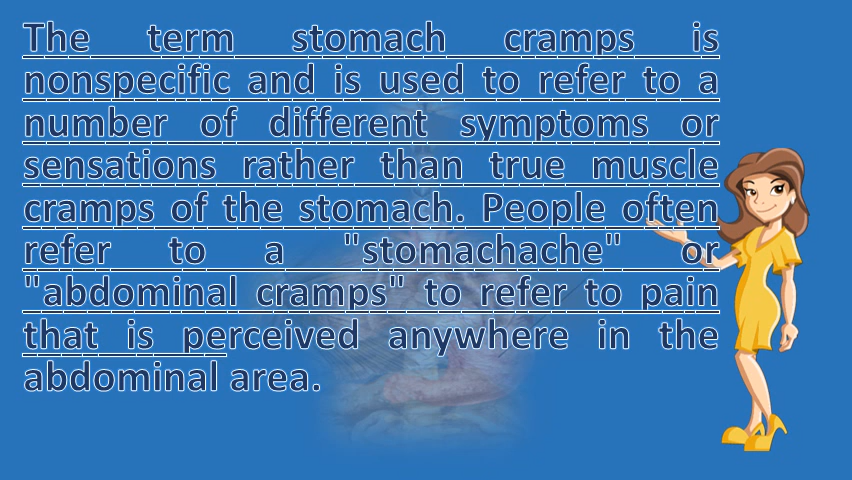 The term stomach cramps is
nonspecific and is used to refer to a
number of different symptoms or
sensations rather than true muscle
cramps of the stomach. People often
refer to a "stomachache" or
"abdominal cramps" to refer to pain
that is perceived anywhere in the
abdominal area.